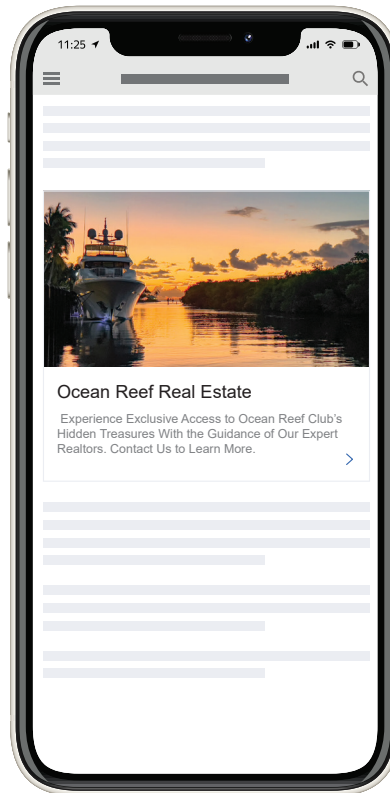 11:25
Ocean Reef Real Estate
Experience Exclusive Access to Ocean Reef Club's
Hidden Treasures With the Guidance of Our Expert
Realtors. Contact Us to Learn More.